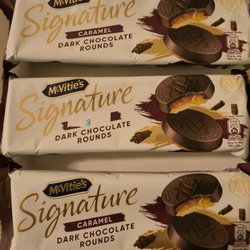 McVitie's
Signature
CARAMEL
DARK CHOCOLATE
ROUNDS
McVitie's
Signature
DARK CHOCOLATE
ROUNDS
McVitie's
Signature
CARAMEL
DARK CHOCOLATE
ROUNDS